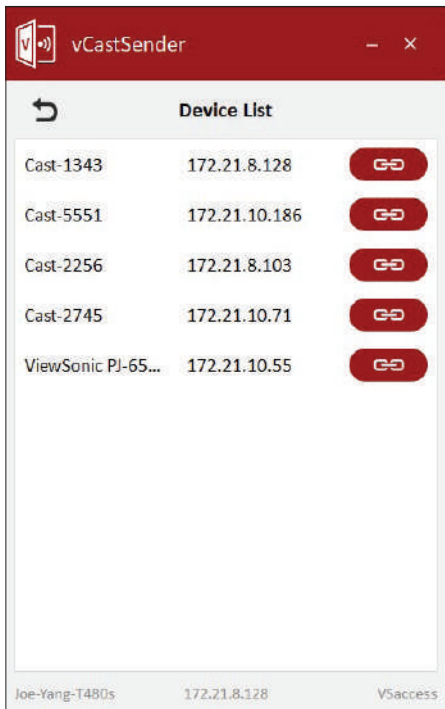 V
vCastSender
Device List
Cast-1343 172.21.8.128
Cast-5551 172.21.10.186
Cast-2256 172.21.8.103
Cast-2745 172.21.10.71
ViewSonic PJ-65... 172.21.10.55
Joe-Yang-T480s 172.21.8.128 VSaccess